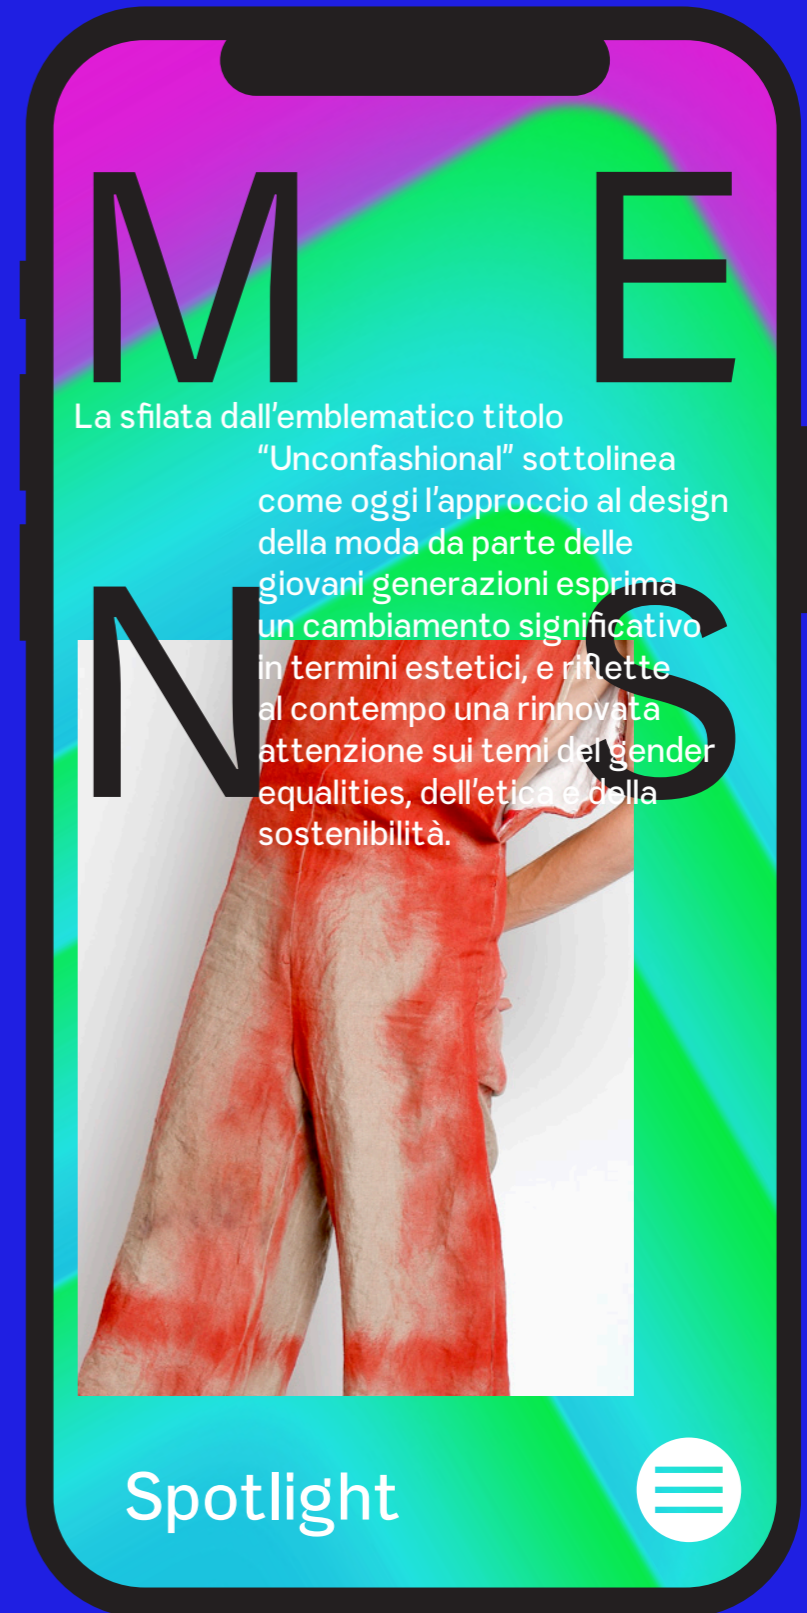 M E
La sfilata dall’emblematico titolo
“Unconfashional” sottolinea
come oggi l’approccio al design
della moda da parte delle
giovani generazioni esprima
N S
un cambiamento significativo
in termini estetici, e riflette
al contempo una rinnovata
attenzione sui temi del gender
equalities, dell’etica e della
sostenibilità.
Spotlight